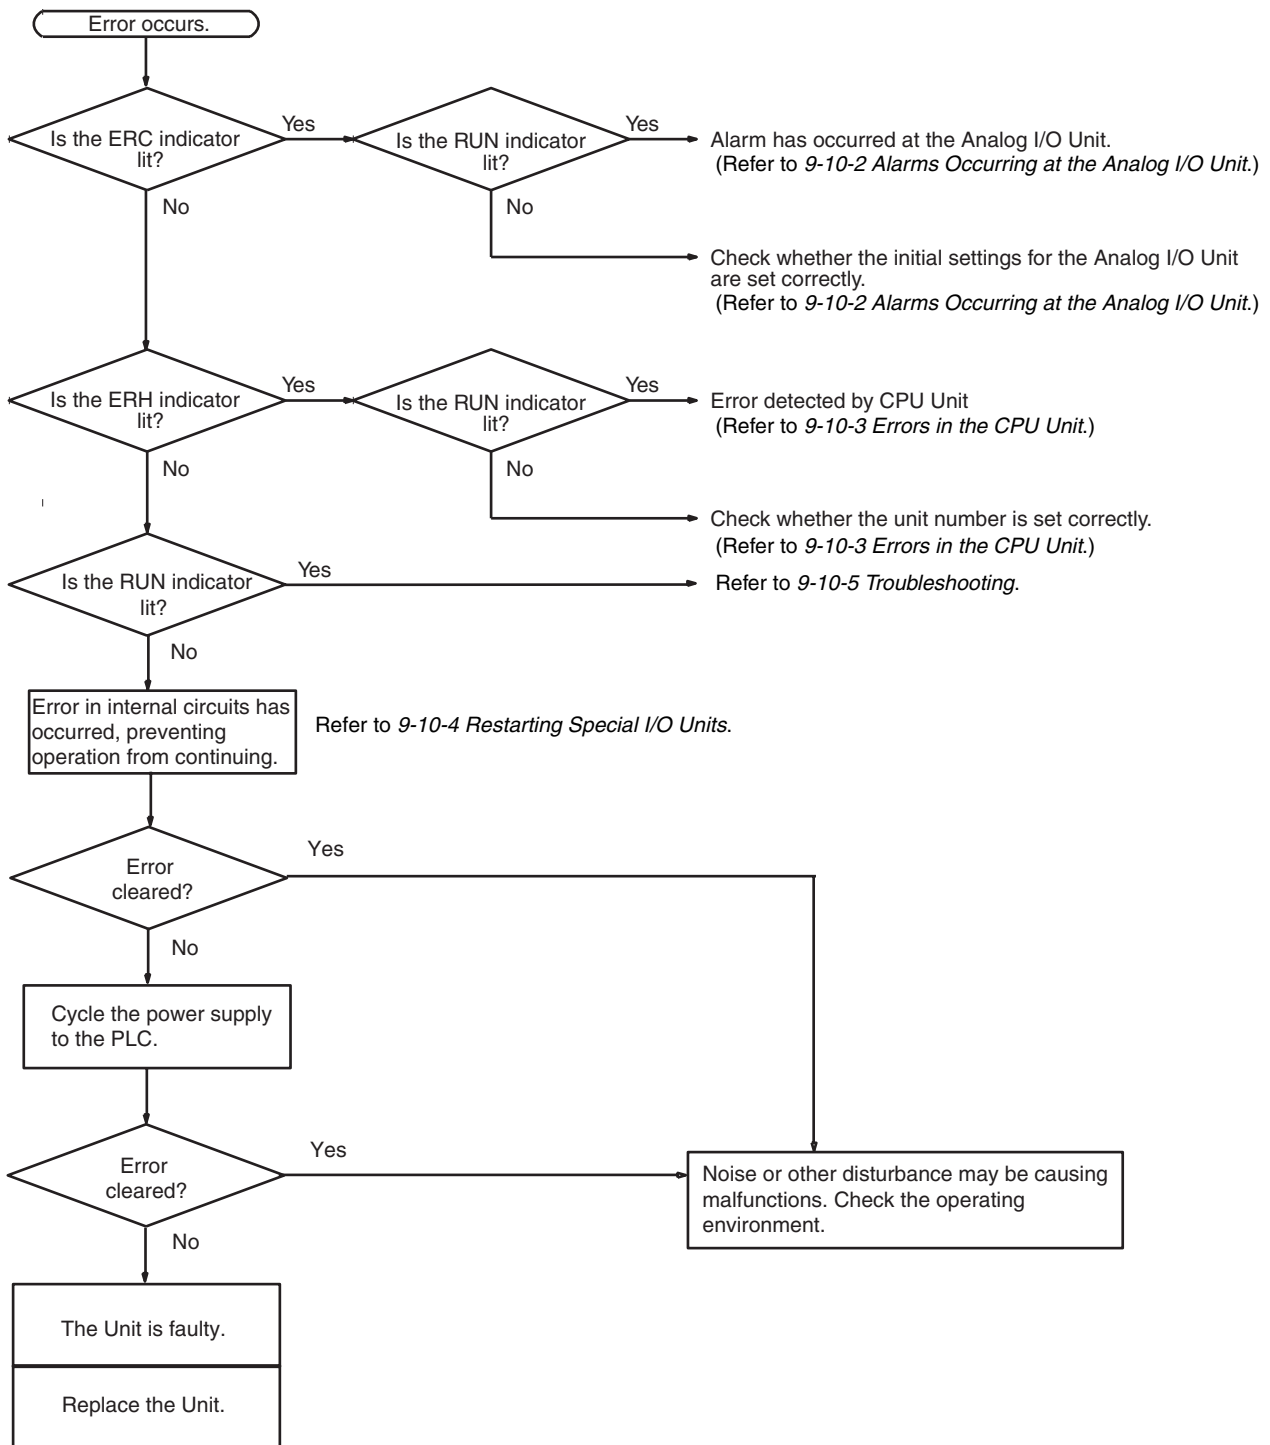 Error occurs.
Is the ERC indicator
lit?
Yes
Is the RUN indicator
lit?
Yes
Alarm has occurred at the Analog I/O Unit.
(Refer to 9-10-2 Alarms Occurring at the Analog I/O Unit.)
No
No
Check whether the initial settings for the Analog I/O Unit
are set correctly.
(Refer to 9-10-2 Alarms Occurring at the Analog I/O Unit.)
Is the ERH indicator
lit?
Yes
Is the RUN indicator
lit?
Yes
Error detected by CPU Unit
(Refer to 9-10-3 Errors in the CPU Unit.)
No
No
Check whether the unit number is set correctly.
(Refer to 9-10-3 Errors in the CPU Unit.)
Is the RUN indicator
lit?
Yes
Refer to 9-10-5 Troubleshooting.
No
Error in internal circuits has
occurred, preventing
operation from continuing.
Refer to 9-10-4 Restarting Special I/O Units.
Error
cleared?
Yes
No
Cycle the power supply
to the PLC.
Error
cleared?
Yes
Noise or other disturbance may be causing
malfunctions. Check the operating
environment.
No
The Unit is faulty.
Replace the Unit.